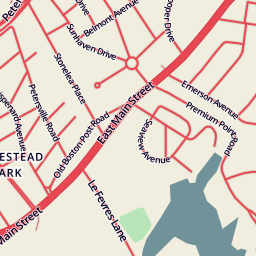 Belmont Avenue
Sunhaven Drive
Stonelea Place
Petersville Road
Old Boston Post Road
East Main Street
Emerson Avenue
Premium Point Road
Seaview Avenue
ESTEAD
ARK
Main Street
Le Fevres Lane